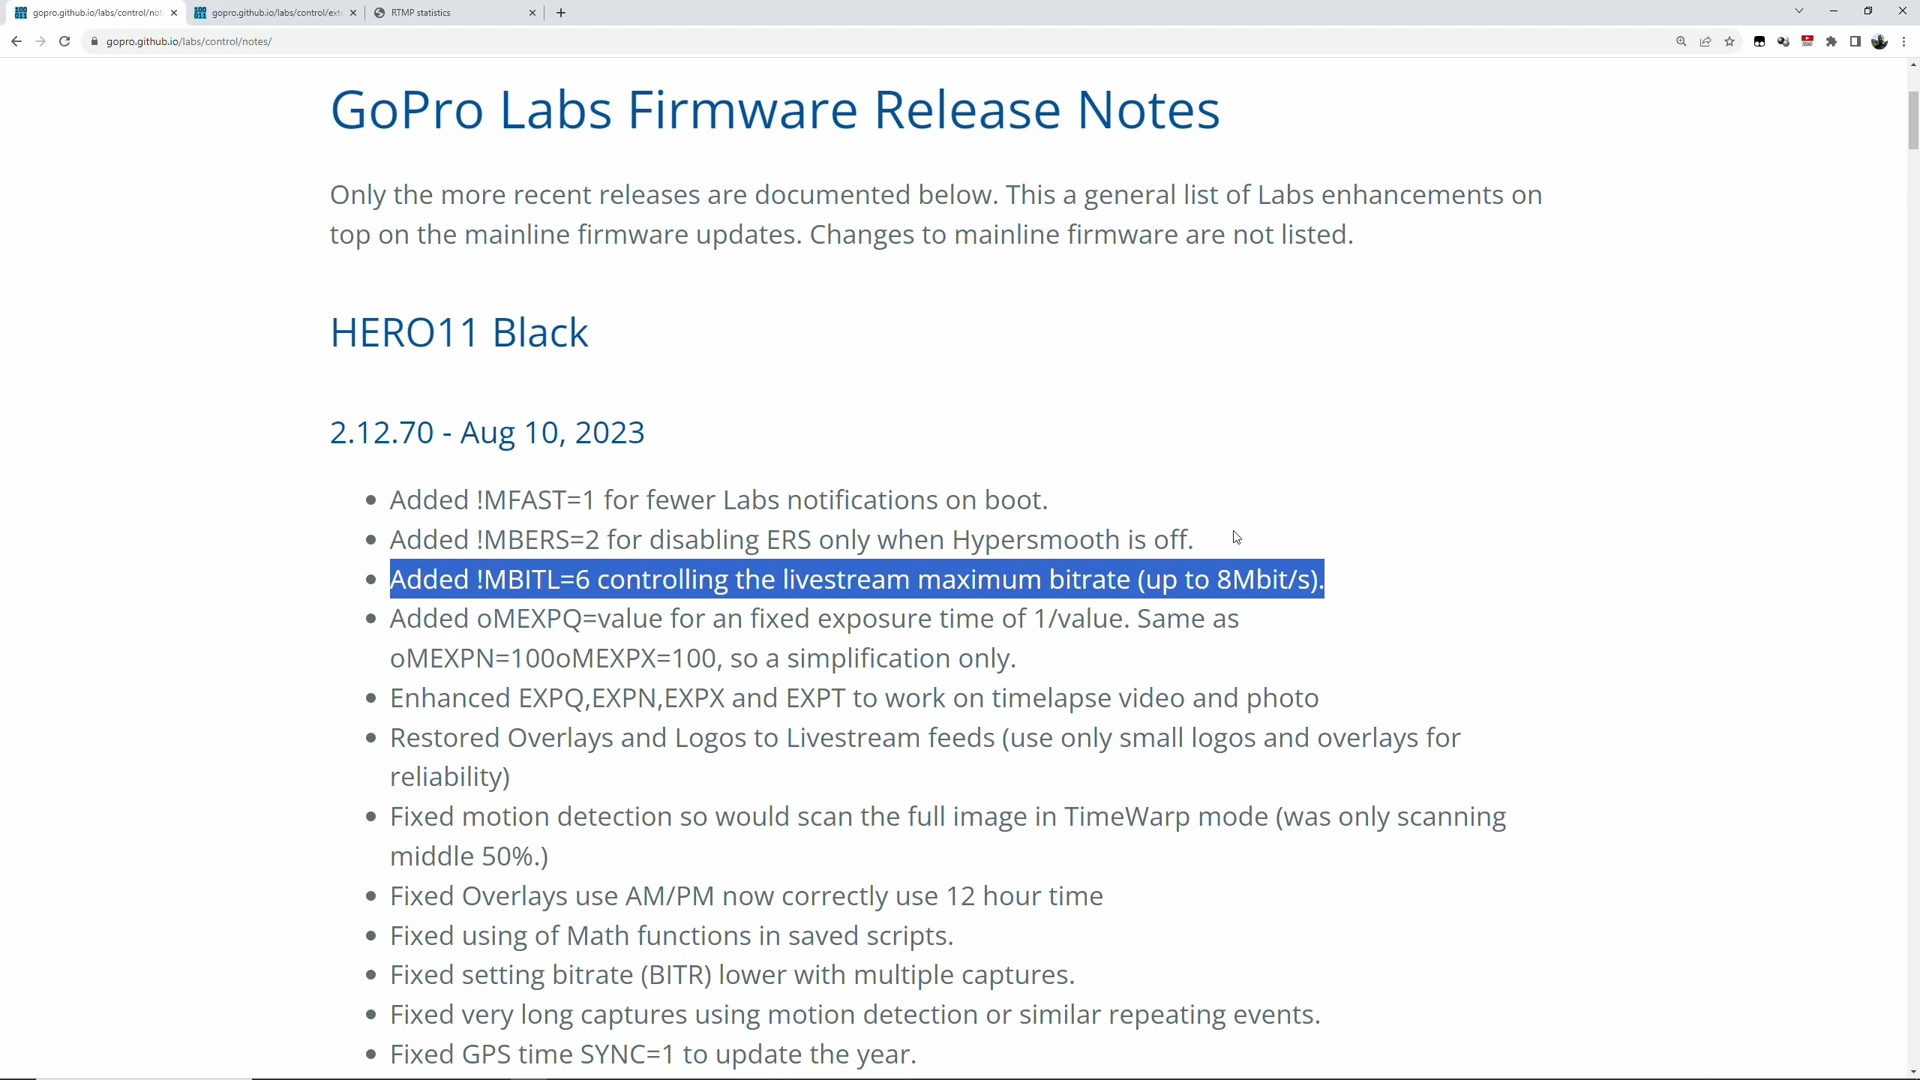 gopro.github.io/labs/control/not
gopro.github.io/labs/control/ext
RTMP statistics
gopro.github.io/labs/control/notes/
GoPro Labs Firmware Release Notes
Only the more recent releases are documented below. This a general list of Labs enhancements on
top on the mainline firmware updates. Changes to mainline firmware are not listed.
HERO11 Black
2.12.70 - Aug 10, 2023
Added !MFAST=1 for fewer Labs notifications on boot.
Added !MBERS=2 for disabling ERS only when Hypersmooth is off.
Added !MBITL=6 controlling the livestream maximum bitrate (up to 8Mbit/s).
Added oMEXPQ=value for an fixed exposure time of 1/value. Same as
oMEXPN=100oMEXPX=100, so a simplification only.
Enhanced EXPQ,EXPN,EXPX and EXPT to work on timelapse video and photo
Restored Overlays and Logos to Livestream feeds (use only small logos and overlays for
reliability)
Fixed motion detection so would scan the full image in TimeWarp mode (was only scanning
middle 50%.)
Fixed Overlays use AM/PM now correctly use 12 hour time
Fixed using of Math functions in saved scripts.
Fixed setting bitrate (BITR) lower with multiple captures.
Fixed very long captures using motion detection or similar repeating events.
Fixed GPS time SYNC=1 to update the year.